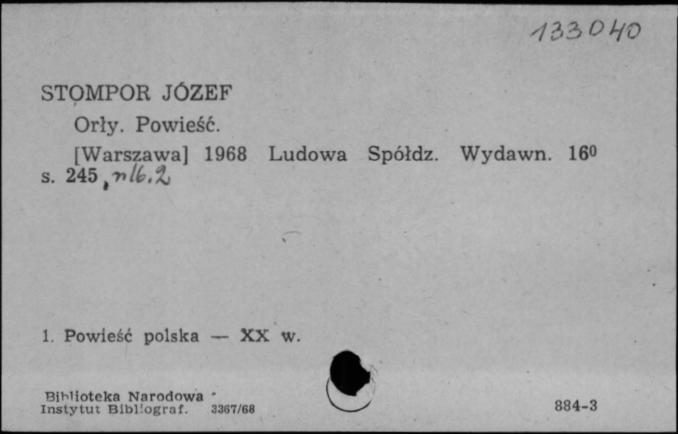 133040
STOMPOR JÓZEF
Orły. Powieść.
[Warszawa] 1968 Ludowa Spółdz. Wydawn. 16⁰
s. 245, nlb. 2
1. Powieść polska — XX w.
Biblioteka Narodowa
Instytut Bibliograf. 3367/68
884-3